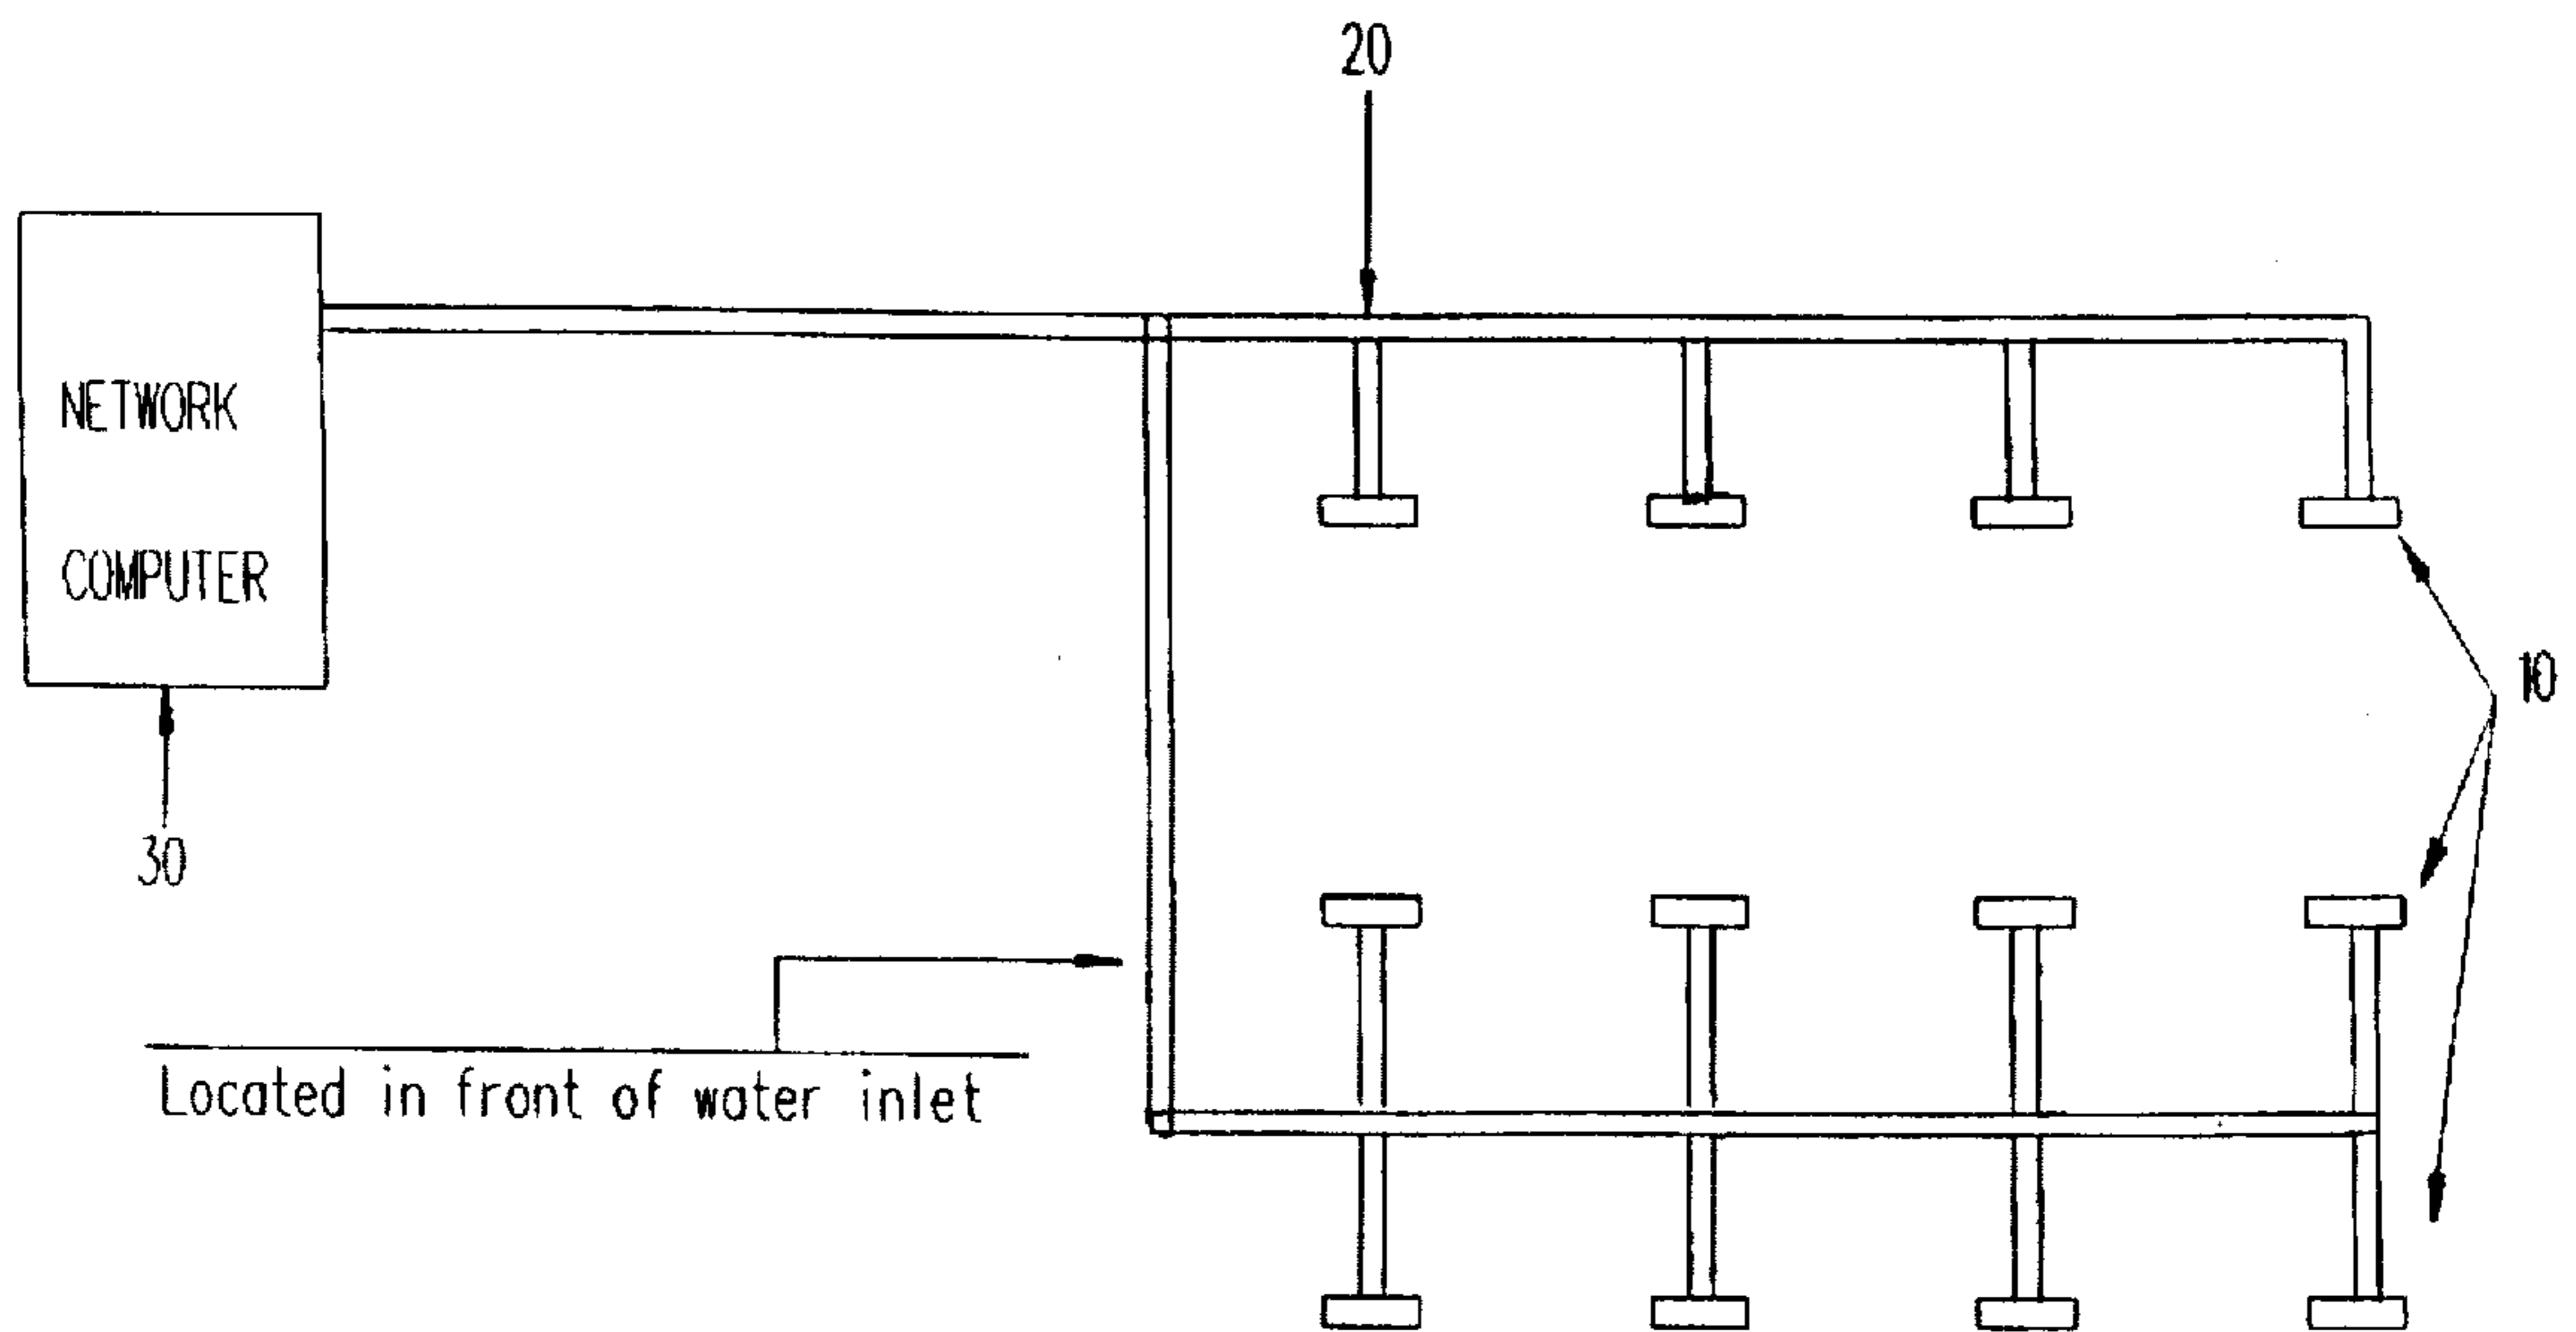 20
NETWORK
COMPUTER
10
30
Located in front of water inlet